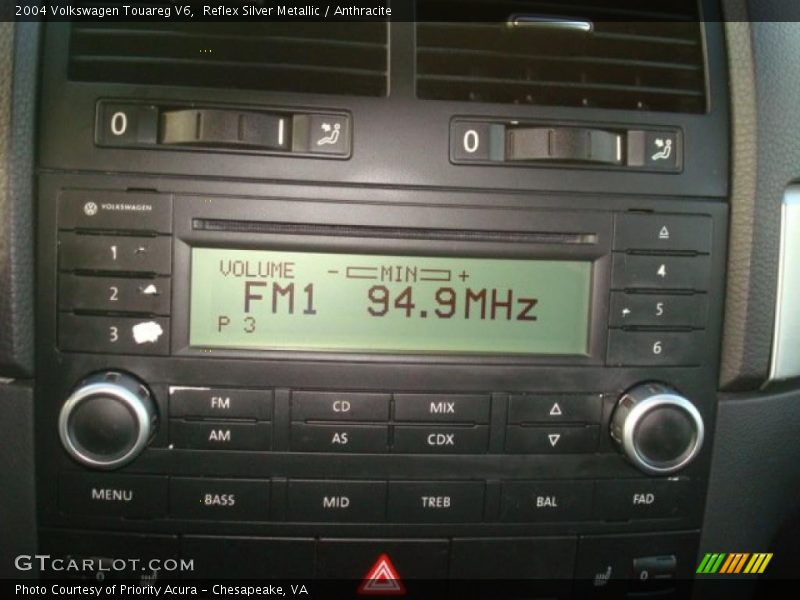 2004 Volkswagen Touareg V6, Reflex Silver Metallic / Anthracite
0 0
VOLKSWAGEN
1
2
3
VOLUME - MIN +
FM1 94.9MHz
P 3
4
5
6
FM CD MIX
AM AS CDX
MENU BASS MID TREB BAL FAD
0 0
GTCARLOT.COM
Photo Courtesy of Priority Acura - Chesapeake, VA